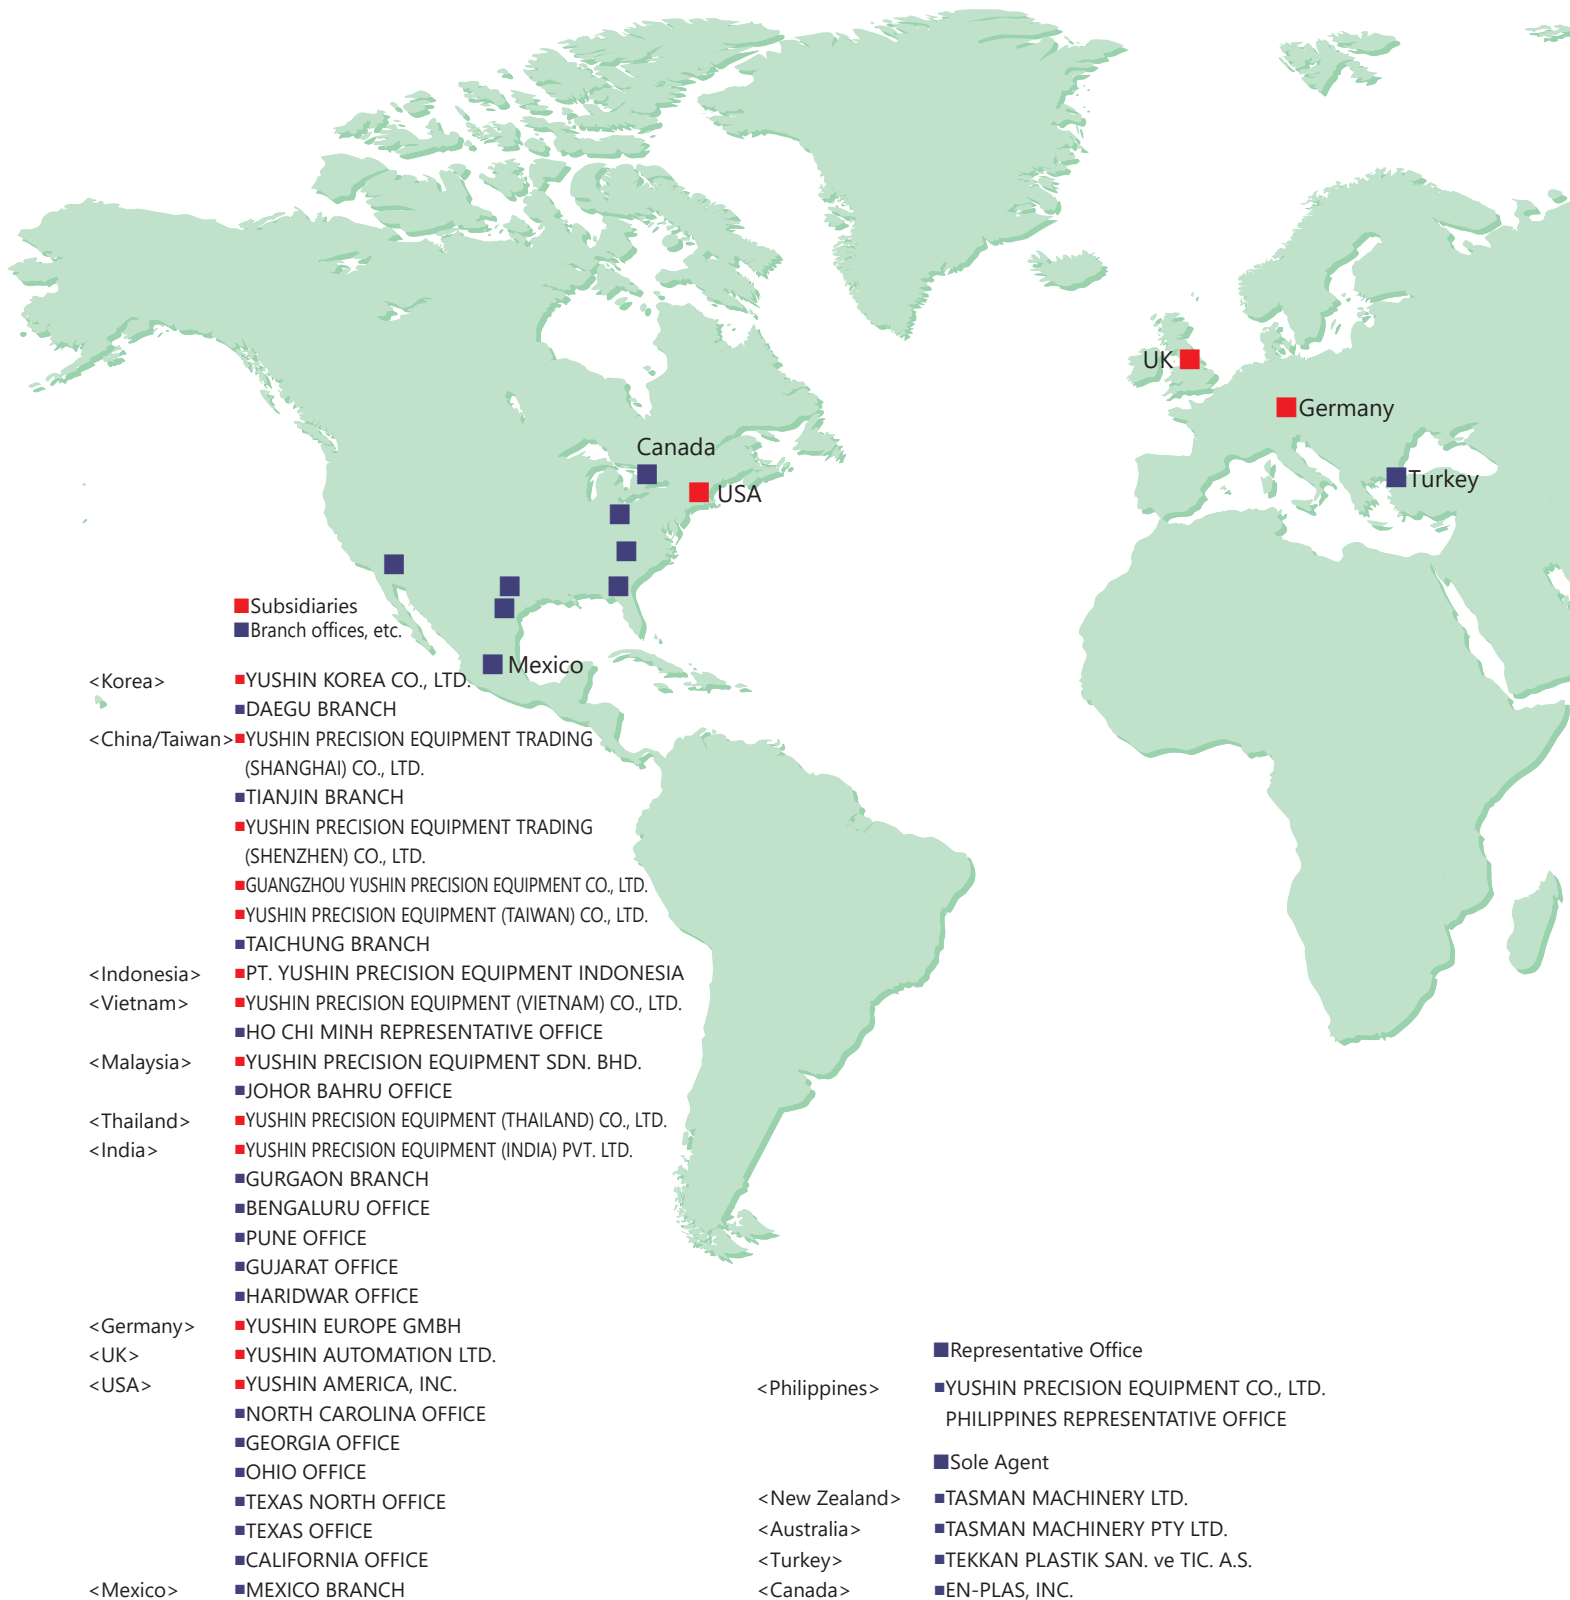 UK
Germany
Canada
USA
Turkey
■Subsidiaries
■Branch offices, etc.
Mexico
<Korea> ■YUSHIN KOREA CO., LTD.
■DAEGU BRANCH
<China/Taiwan> ■YUSHIN PRECISION EQUIPMENT TRADING
(SHANGHAI) CO., LTD.
■TIANJIN BRANCH
■YUSHIN PRECISION EQUIPMENT TRADING
(SHENZHEN) CO., LTD.
■GUANGZHOU YUSHIN PRECISION EQUIPMENT CO., LTD.
■YUSHIN PRECISION EQUIPMENT (TAIWAN) CO., LTD.
■TAICHUNG BRANCH
<Indonesia> ■PT. YUSHIN PRECISION EQUIPMENT INDONESIA
<Vietnam> ■YUSHIN PRECISION EQUIPMENT (VIETNAM) CO., LTD.
■HO CHI MINH REPRESENTATIVE OFFICE
<Malaysia> ■YUSHIN PRECISION EQUIPMENT SDN. BHD.
■JOHOR BAHRU OFFICE
<Thailand> ■YUSHIN PRECISION EQUIPMENT (THAILAND) CO., LTD.
<India> ■YUSHIN PRECISION EQUIPMENT (INDIA) PVT. LTD.
■GURGAON BRANCH
■BENGALURU OFFICE
■PUNE OFFICE
■GUJARAT OFFICE
■HARIDWAR OFFICE
<Germany> ■YUSHIN EUROPE GMBH
<UK> ■YUSHIN AUTOMATION LTD.
<USA> ■YUSHIN AMERICA, INC.
■NORTH CAROLINA OFFICE
■GEORGIA OFFICE
■OHIO OFFICE
■TEXAS NORTH OFFICE
■TEXAS OFFICE
■CALIFORNIA OFFICE
<Mexico> ■MEXICO BRANCH
■Representative Office
<Philippines> ■YUSHIN PRECISION EQUIPMENT CO., LTD.
PHILIPPINES REPRESENTATIVE OFFICE
■Sole Agent
<New Zealand> ■TASMAN MACHINERY LTD.
<Australia> ■TASMAN MACHINERY PTY LTD.
<Turkey> ■TEKKAN PLASTIK SAN. ve TIC. A.S.
<Canada> ■EN-PLAS, INC.